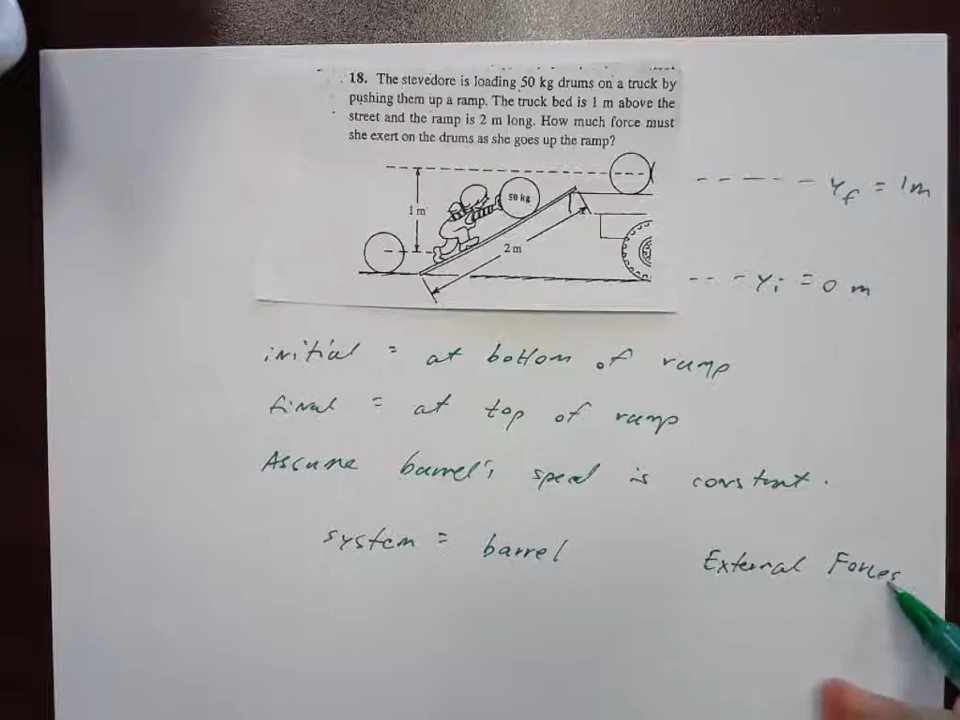 18. The stevedore is loading 50 kg drums on a truck by
pushing them up a ramp. The truck bed is 1 m above the
street and the ramp is 2 m long. How much force must
she exert on the drums as she goes up the ramp?
1 m
50 kg
2 m
Yf = 1m
Yi = 0 m
initial = at bottom of ramp
final = at top of ramp
Assume barrel's speed is constant.
system = barrel
External Forces